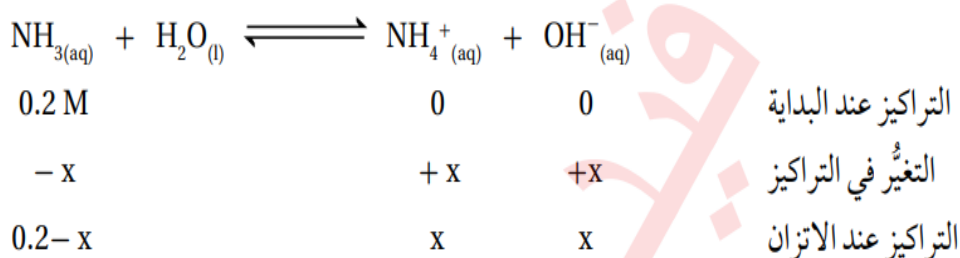 NH₃(aq) + H₂O(l) ⇌ NH₄⁺(aq) + OH⁻(aq)
0.2 M 0 0 التراكيز عند البداية
– x + x +x التغيُّر في التراكيز
0.2– x x x التراكيز عند الاتزان